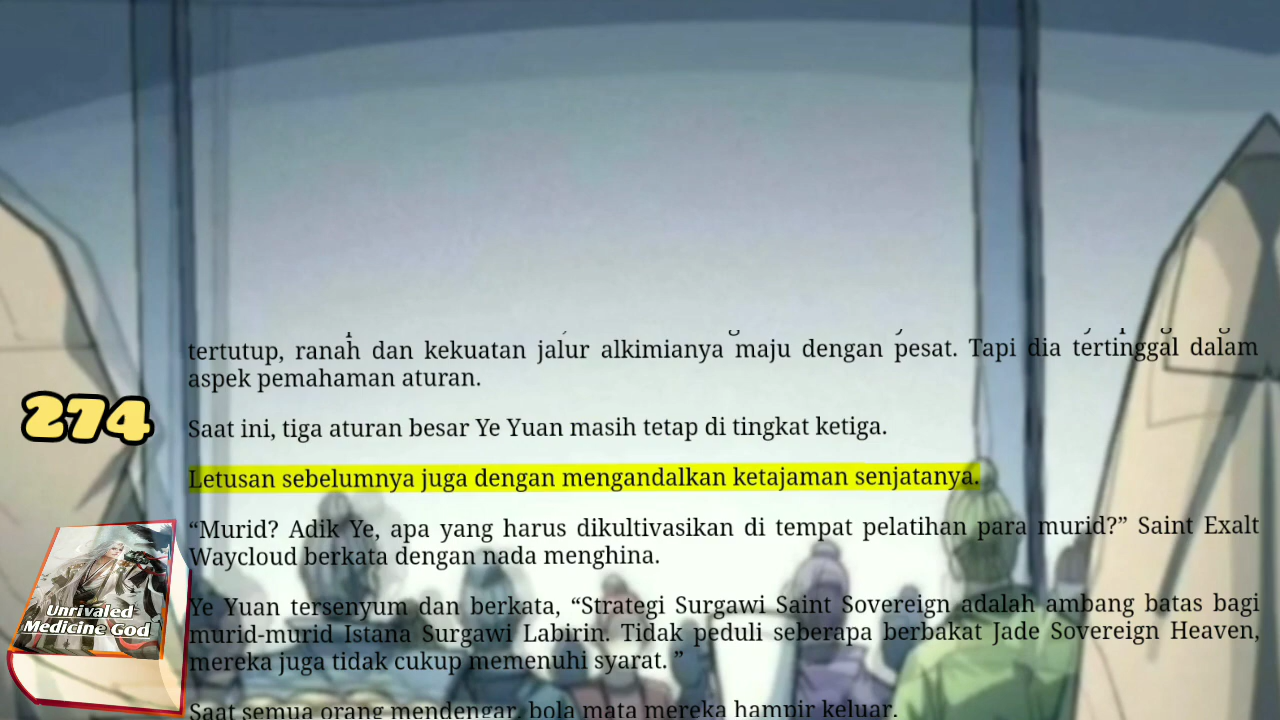 tertutup, ranah dan kekuatan jalur alkimianya maju dengan pesat. Tapi dia tertinggal dalam
aspek pemahaman aturan.
Saat ini, tiga aturan besar Ye Yuan masih tetap di tingkat ketiga.
Letusan sebelumnya juga dengan mengandalkan ketajaman senjatanya.
“Murid? Adik Ye, apa yang harus dikultivasikan di tempat pelatihan para murid?” Saint Exalt
Waycloud berkata dengan nada menghina.
Ye Yuan tersenyum dan berkata, “Strategi Surgawi Saint Sovereign adalah ambang batas bagi
murid-murid Istana Surgawi Labirin. Tidak peduli seberapa berbakat Jade Sovereign Heaven,
mereka juga tidak cukup memenuhi syarat. ”
Saat semua orang mendengar, bola mata mereka hampir keluar.
274
Unrivaled
Medicine God